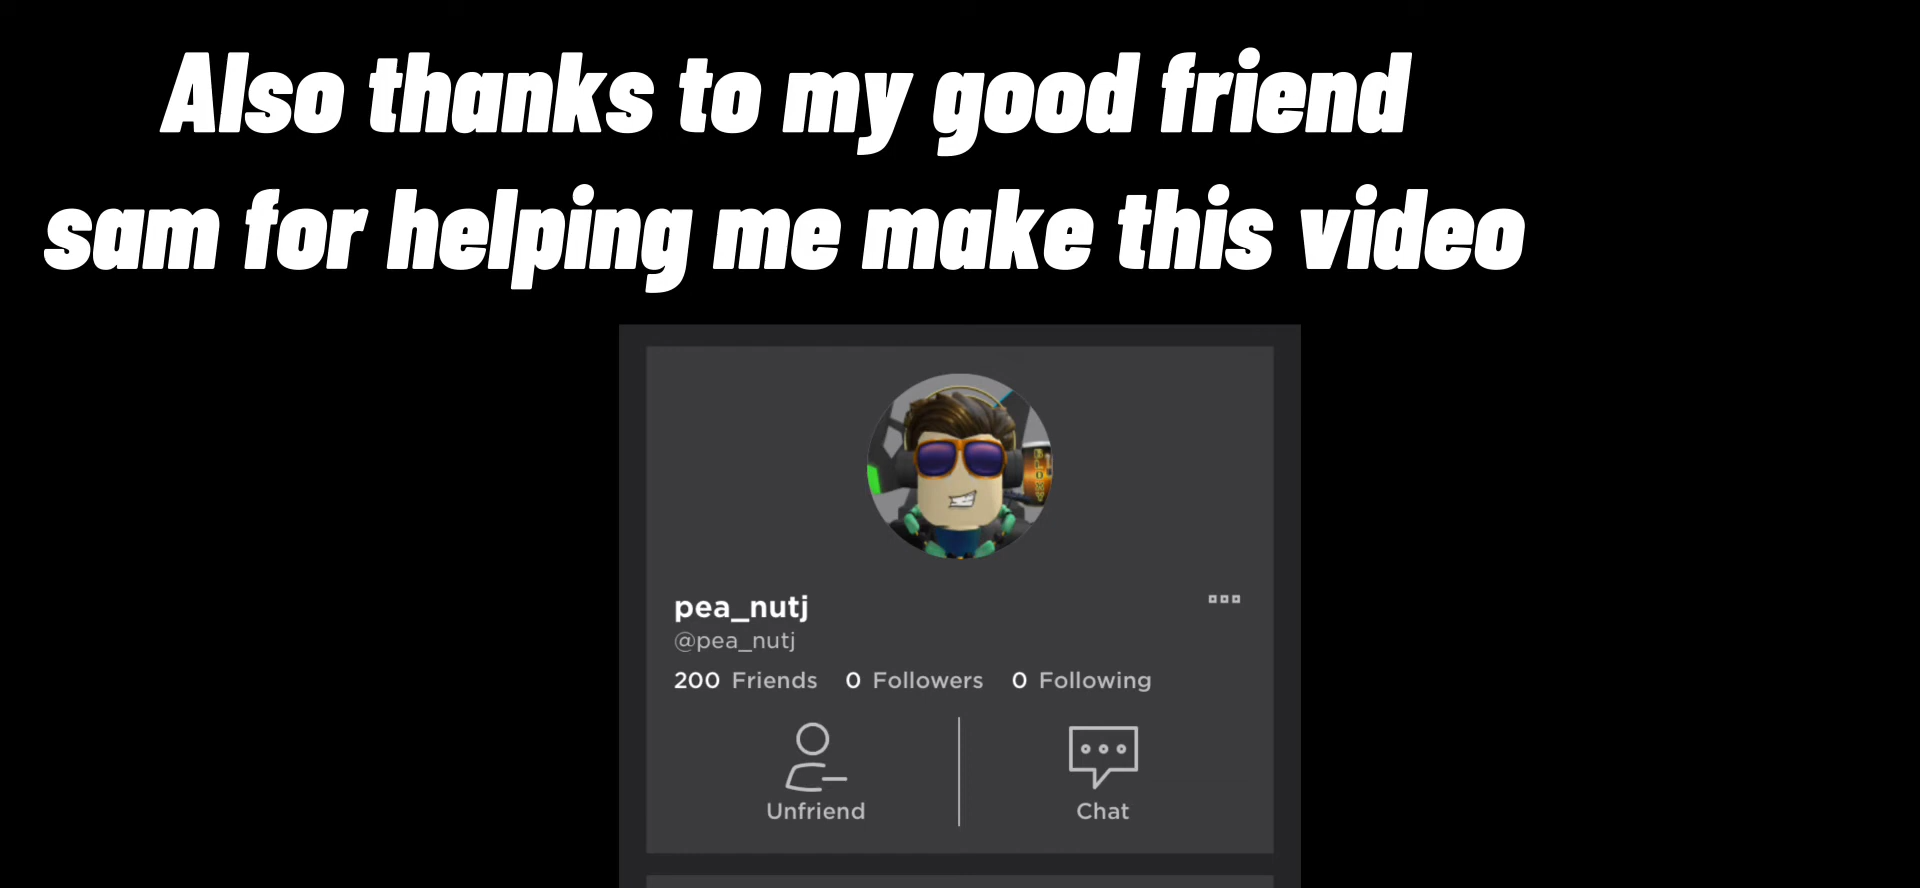 Also thanks to my good friend
sam for helping me make this video
pea_nutj
@pea_nutj
200 Friends 0 Followers 0 Following
Unfriend Chat